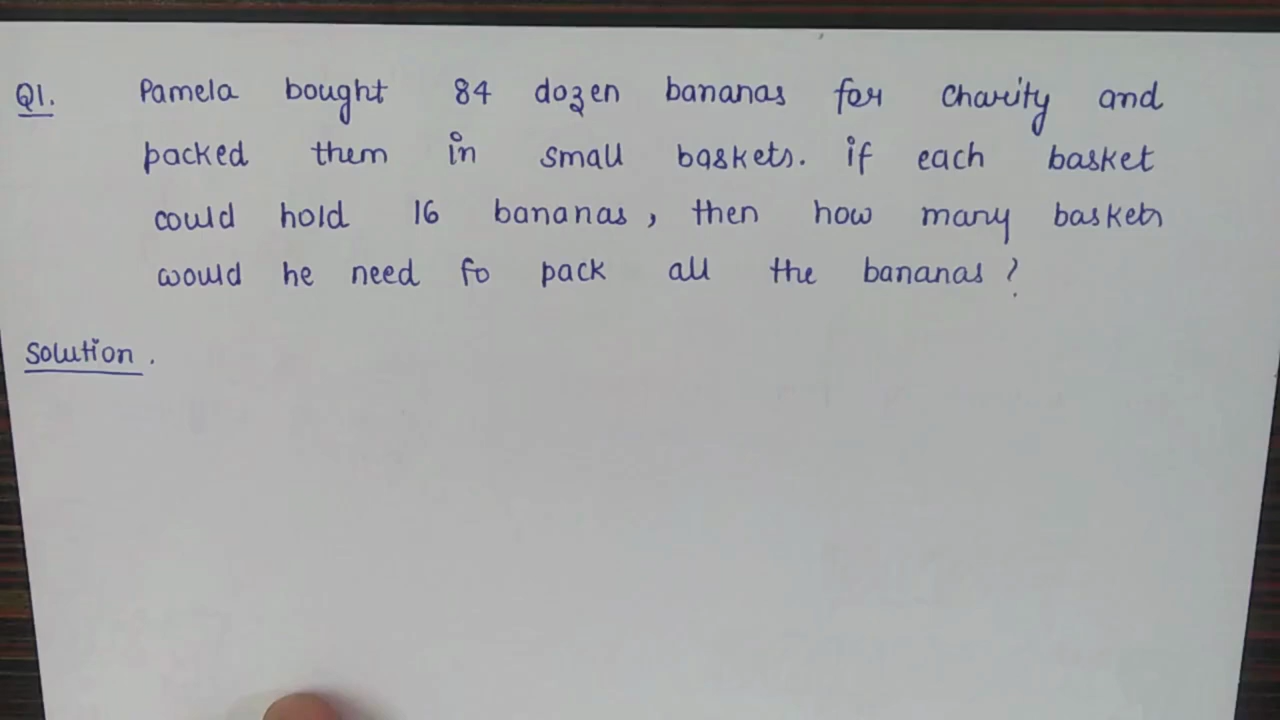 Q1. Pamela bought 84 dozen bananas for charity and
packed them in small baskets. if each basket
could hold 16 bananas, then how many baskets
would he need fo pack all the bananas?
Solution.